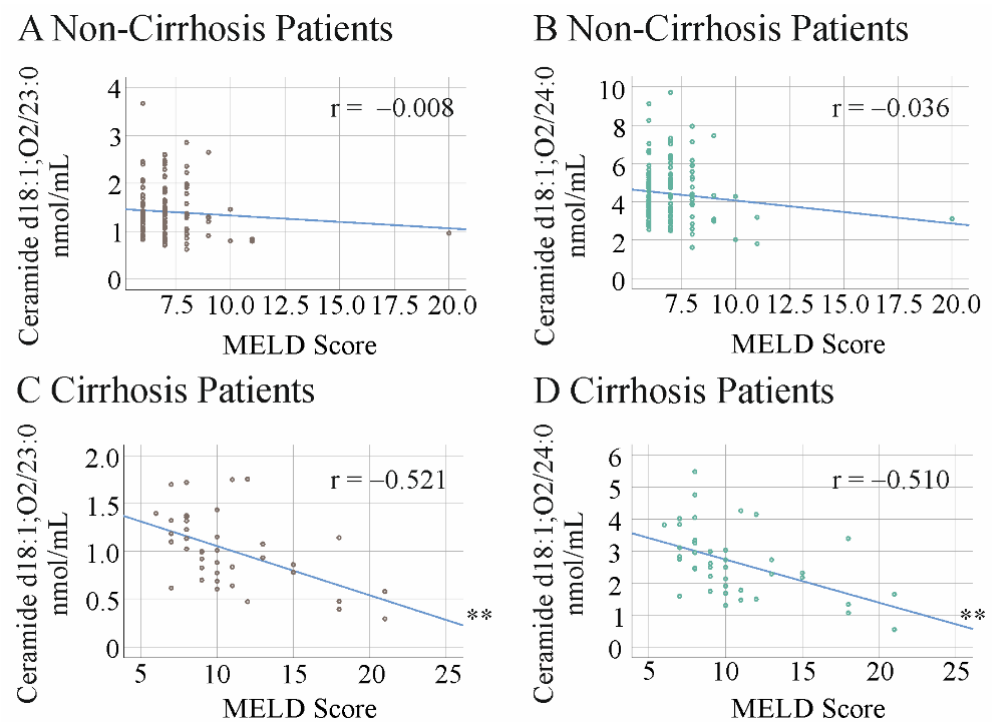 A Non-Cirrhosis Patients
Ceramide d18:1;O2/23:0
nmol/mL
4
3
2
1
0
r = −0.008
7.5 10.0 12.5 15.0 17.5 20.0
MELD Score
B Non-Cirrhosis Patients
Ceramide d18:1;O2/24:0
nmol/mL
10
8
6
4
2
0
r = −0.036
7.5 10.0 12.5 15.0 17.5 20.0
MELD Score
C Cirrhosis Patients
Ceramide d18:1;O2/23:0
nmol/mL
2.0
1.5
1.0
0.5
0
r = −0.521
**
5 10 15 20 25
MELD Score
D Cirrhosis Patients
Ceramide d18:1;O2/24:0
nmol/mL
6
5
4
3
2
1
0
r = −0.510
**
5 10 15 20 25
MELD Score